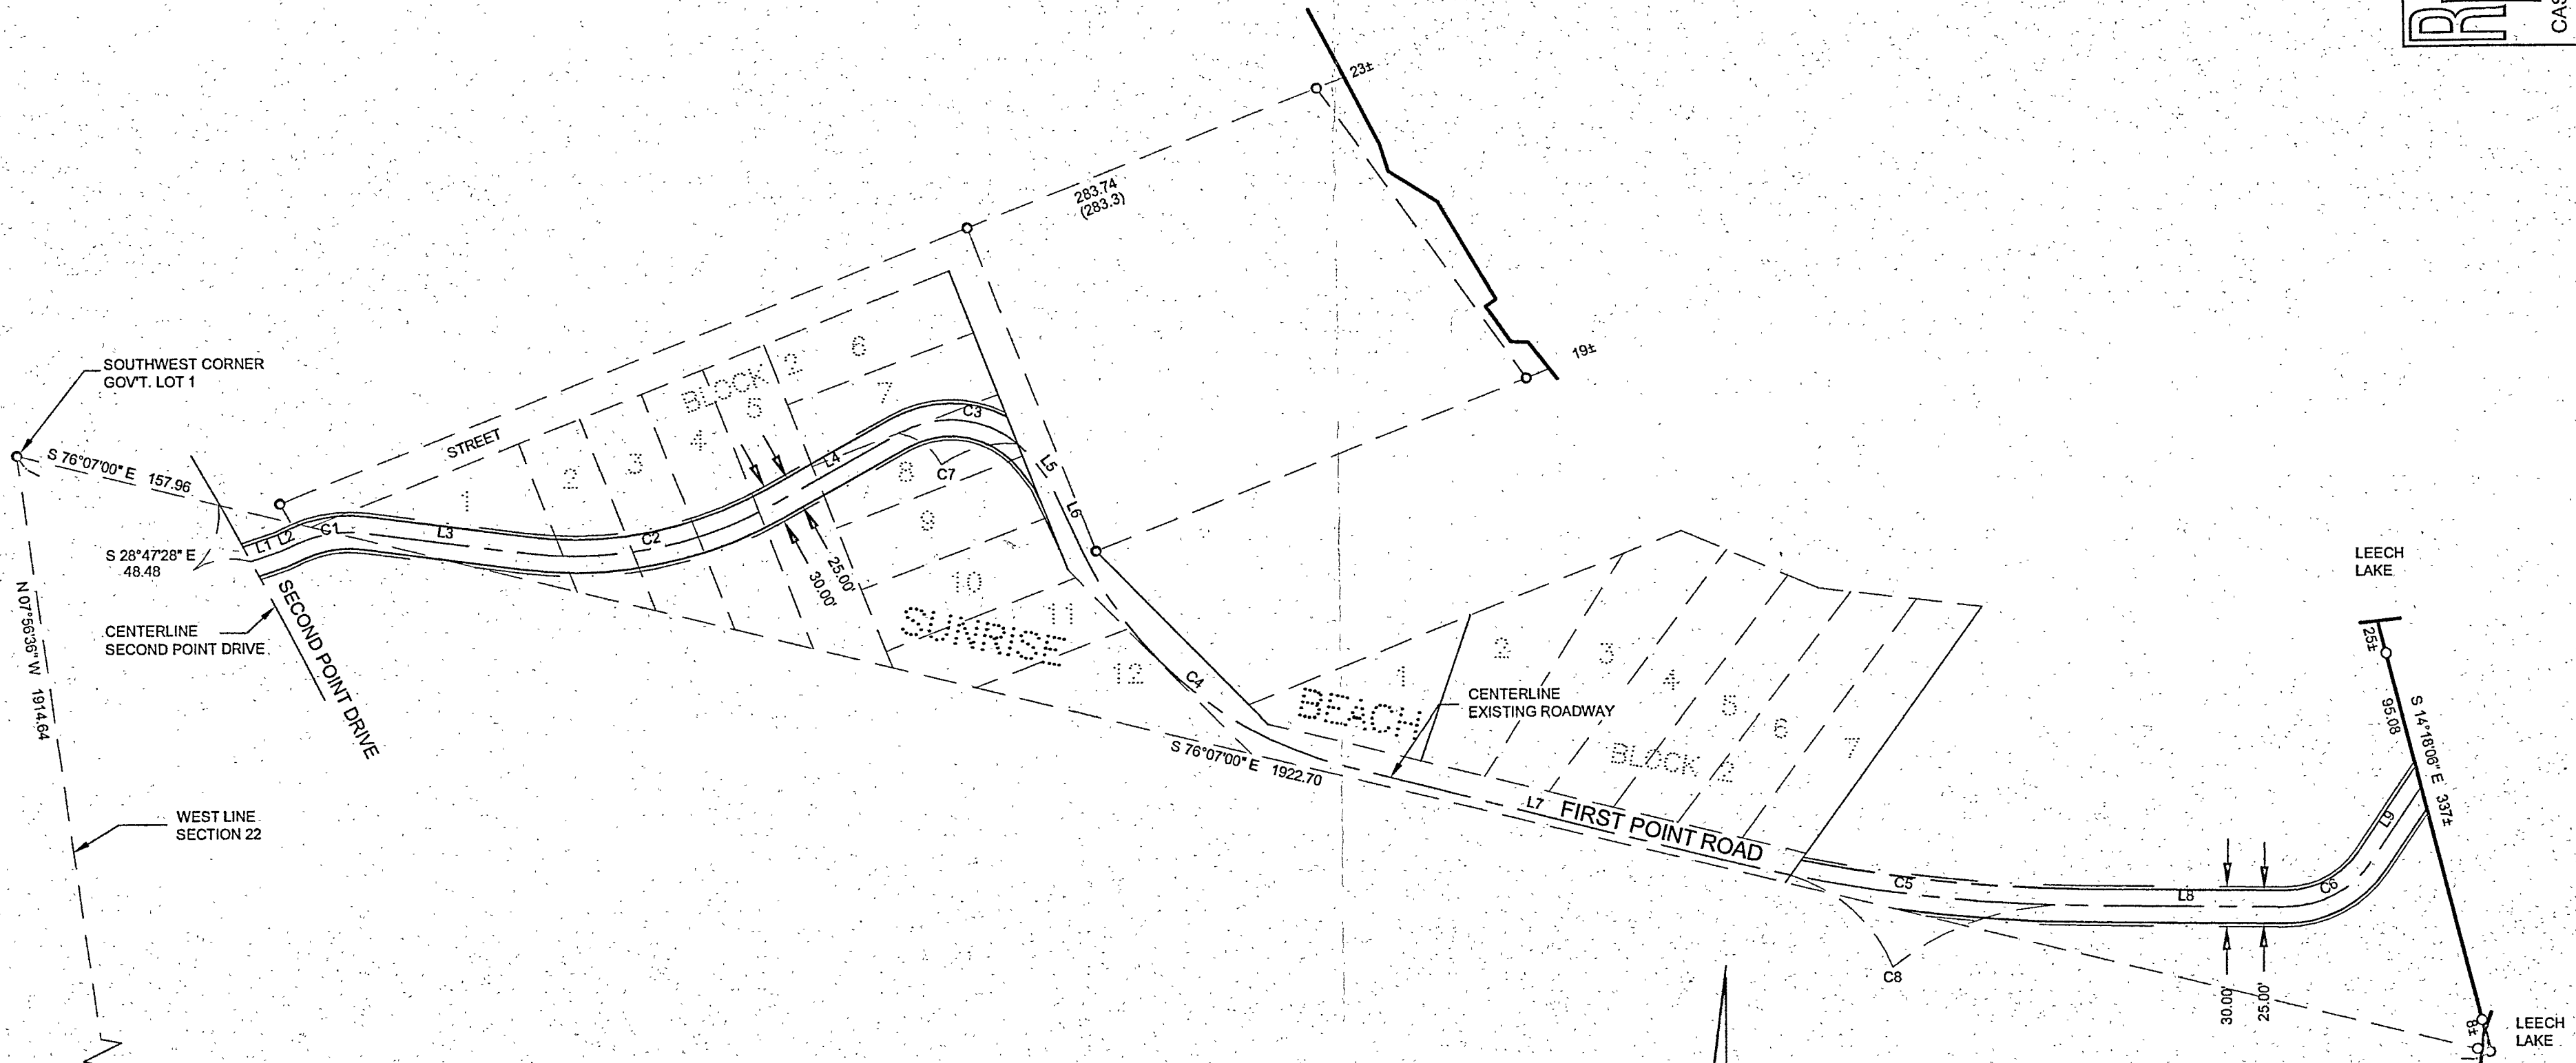 CAS
23±
283.74
(283.3)
19±
SOUTHWEST CORNER
GOV'T. LOT 1
S 76°07'00" E 157.96
STREET
BLOCK 2
1
2
3
4
5
6
7
8
9
10
11
12
C3
L4
C7
L5
L6
L1
L2
C1
L3
C2
25.00'
30.00'
S 28°47'28" E
48.48
N 07°56'36" W 1914.64
CENTERLINE
SECOND POINT DRIVE
SECOND POINT DRIVE
SUNRISE
BEACH
C4
S 76°07'00" E 1922.70
CENTERLINE
EXISTING ROADWAY
1
2
3
4
5
6
7
BLOCK 2
L7
FIRST POINT ROAD
WEST LINE
SECTION 22
C5
C8
L8
C6
L9
30.00'
25.00'
LEECH
LAKE
25±
95.08
S 14°18'06" E 337±
8±
LEECH
LAKE